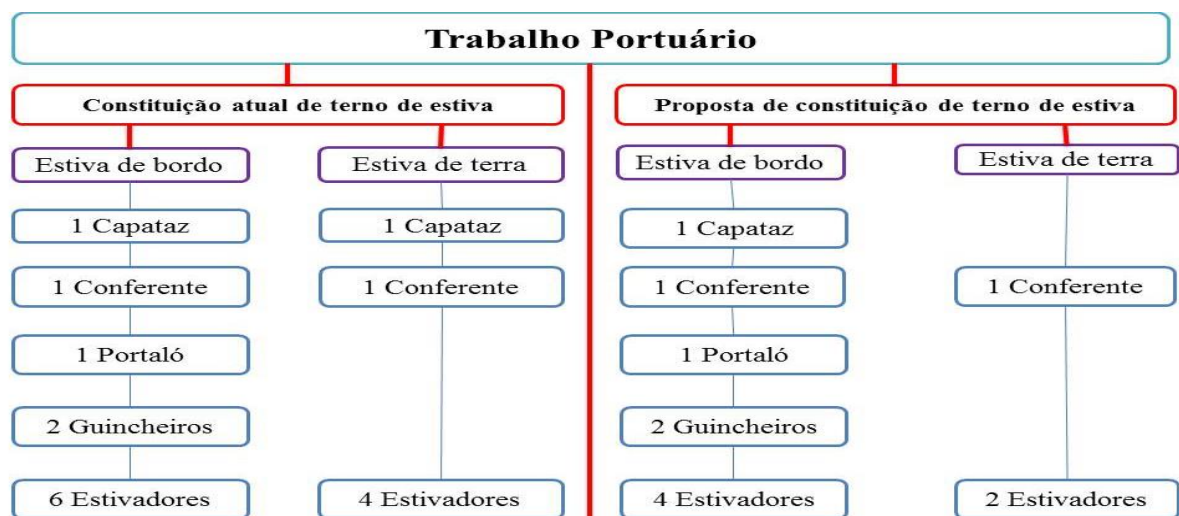 Trabalho Portuário
Constituição atual de terno de estiva
Estiva de bordo
1 Capataz
1 Conferente
1 Portaló
2 Guincheiros
6 Estivadores
Estiva de terra
1 Capataz
1 Conferente
4 Estivadores
Proposta de constituição de terno de estiva
Estiva de bordo
1 Capataz
1 Conferente
1 Portaló
2 Guincheiros
4 Estivadores
Estiva de terra
1 Conferente
2 Estivadores